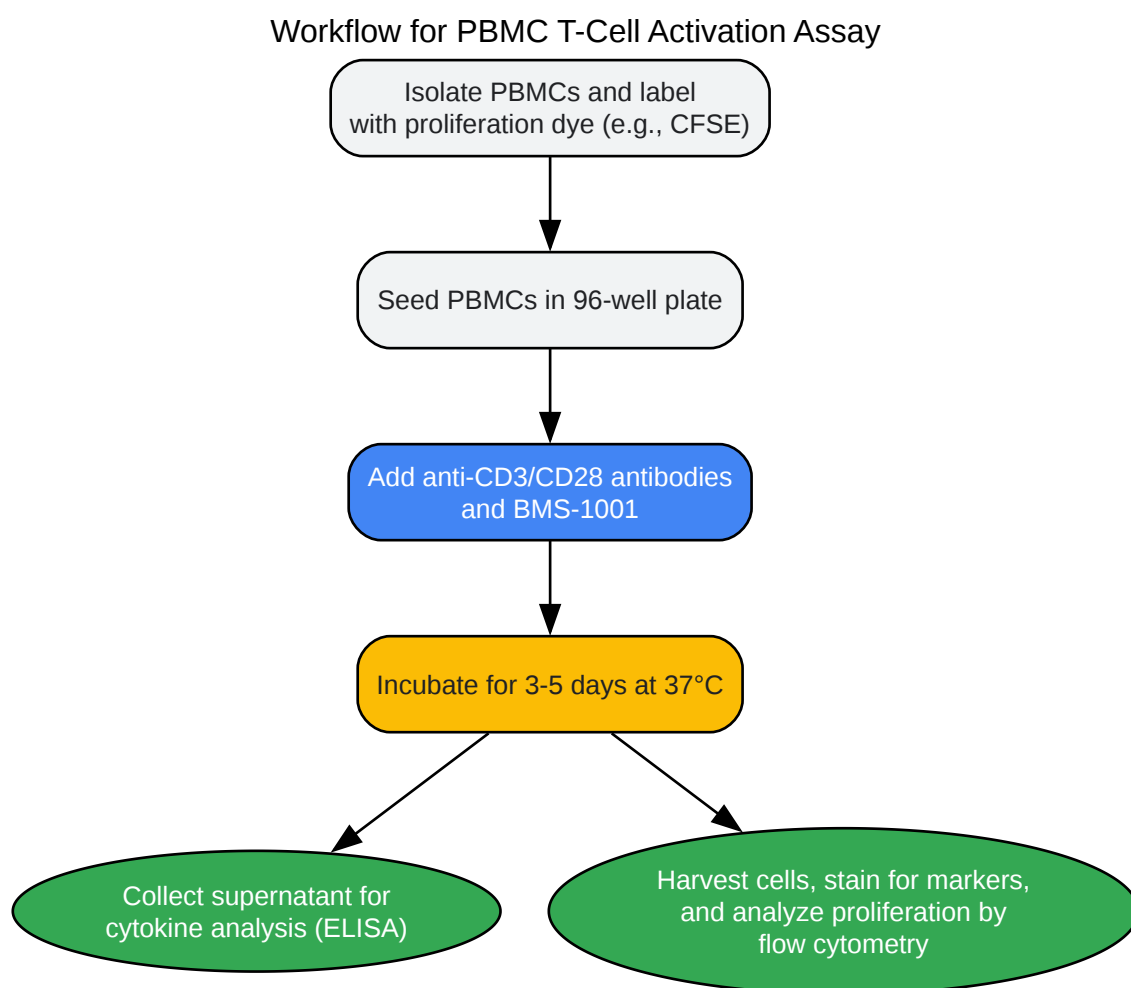 Workflow for PBMC T-Cell Activation Assay
Isolate PBMCs and label
with proliferation dye (e.g., CFSE)
Seed PBMCs in 96-well plate
Add anti-CD3/CD28 antibodies
and BMS-1001
Incubate for 3-5 days at 37°C
Collect supernatant for
cytokine analysis (ELISA)
Harvest cells, stain for markers,
and analyze proliferation by
flow cytometry